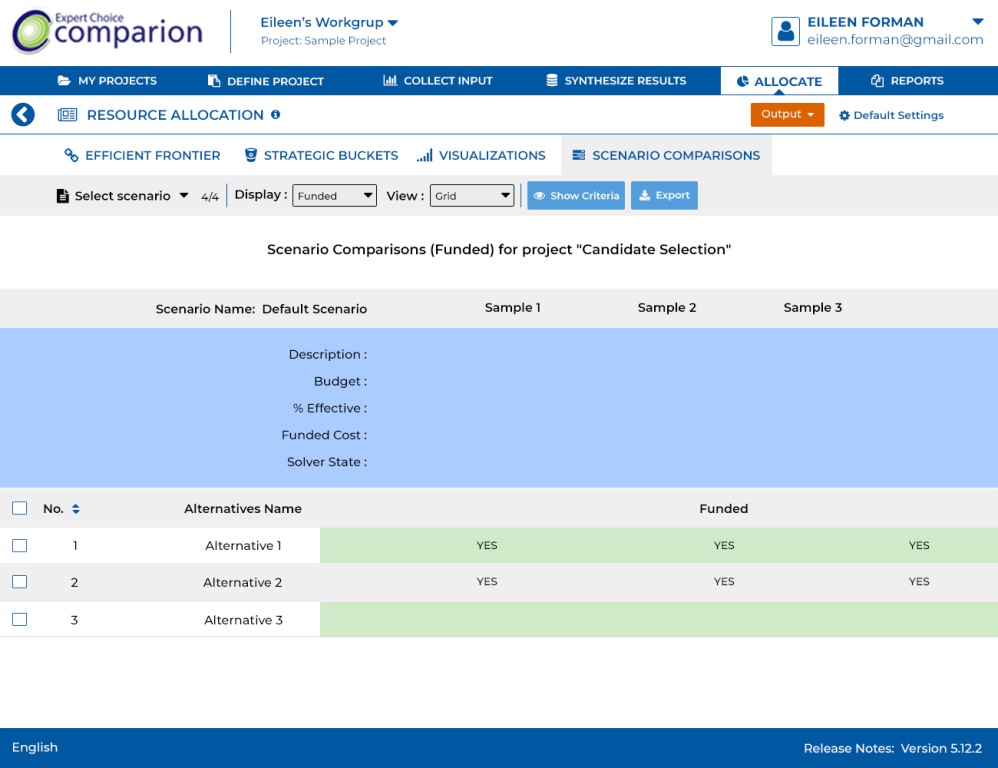 Expert Choice
comparion
Eileen’s Workgrup
Project: Sample Project
EILEEN FORMAN
eileen.forman@gmail.com
MY PROJECTS
DEFINE PROJECT
COLLECT INPUT
SYNTHESIZE RESULTS
ALLOCATE
REPORTS
RESOURCE ALLOCATION
Output
Default Settings
EFFICIENT FRONTIER
STRATEGIC BUCKETS
VISUALIZATIONS
SCENARIO COMPARISONS
Select scenario 4/4 Display : Funded View : Grid Show Criteria Export
Scenario Comparisons (Funded) for project "Candidate Selection"
Scenario Name: Default Scenario Sample 1 Sample 2 Sample 3
Description :
Budget :
% Effective :
Funded Cost :
Solver State :
No. Alternatives Name Funded
1 Alternative 1 YES YES YES
2 Alternative 2 YES YES YES
3 Alternative 3
English
Release Notes: Version 5.12.2